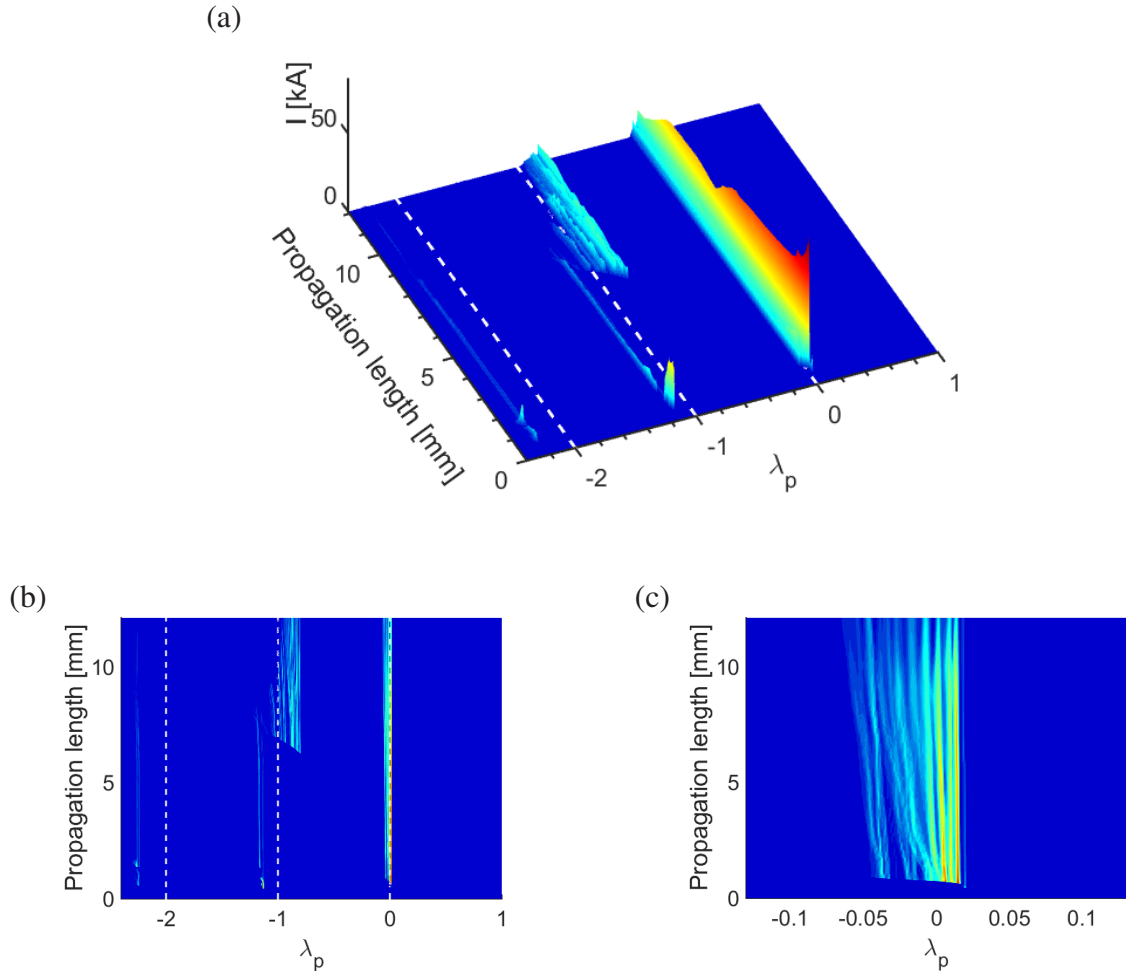 (a)
I [kA]
50
0
10
5
0
Propagation length [mm]
-2
-1
0
1
λp
(b)
Propagation length [mm]
10
5
0
-2
-1
0
1
λp
(c)
Propagation length [mm]
10
5
0
-0.1
-0.05
0
0.05
0.1
λp